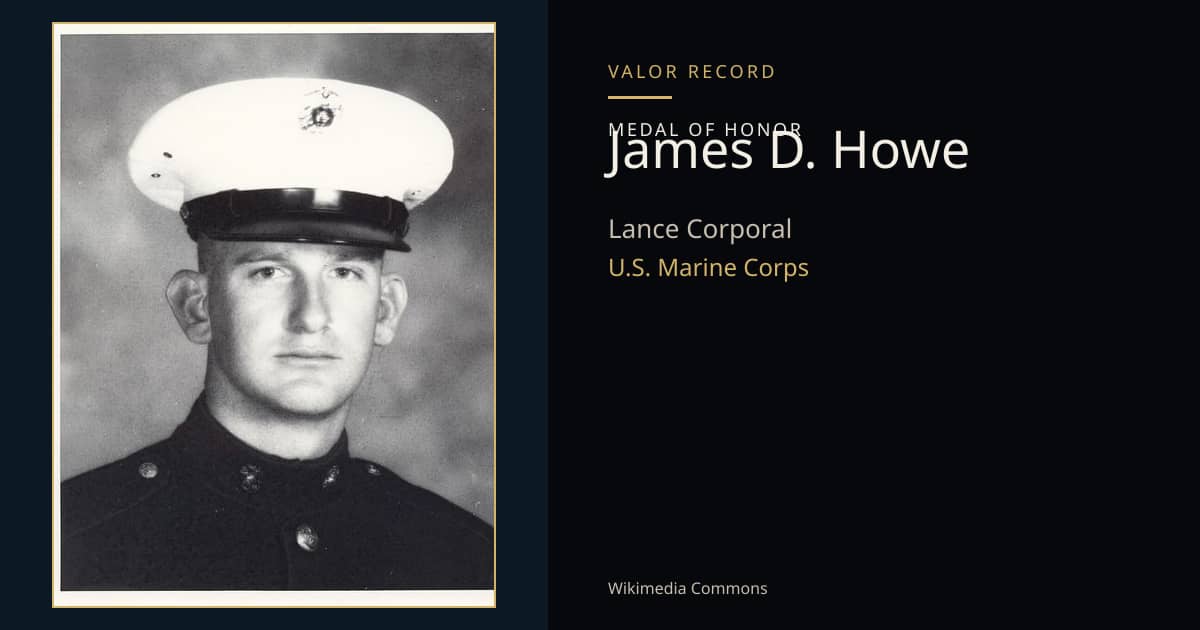 VALOR RECORD
MEDAL OF HONOR
James D. Howe
Lance Corporal
U.S. Marine Corps
Wikimedia Commons